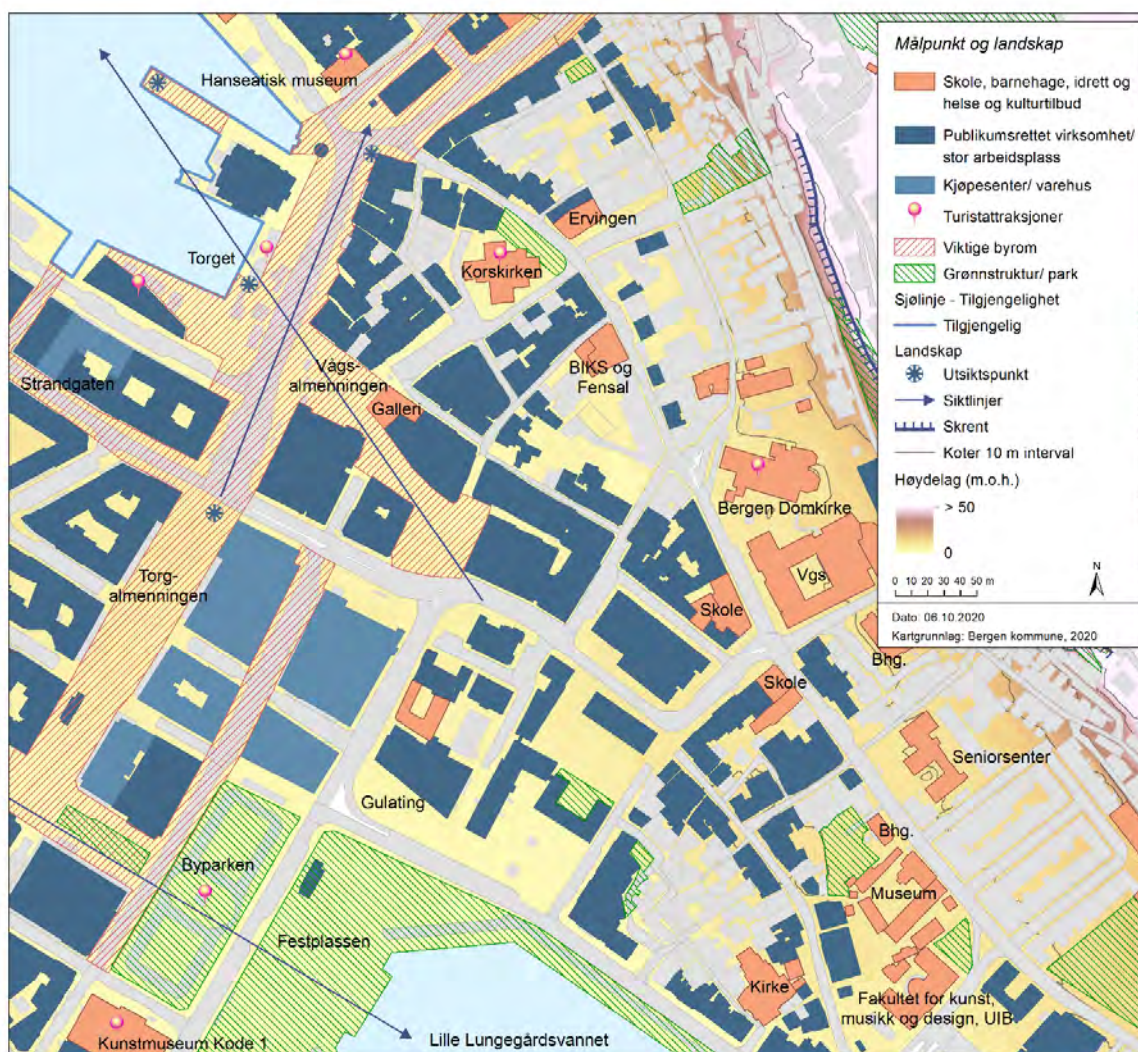 Målpunkt og landskap
Skole, barnehage, idrett og
helse og kulturtilbud
Publikumsrettet virksomhet/
stor arbeidsplass
Kjøpesenter/ varehus
Turistattraksjoner
Viktige byrom
Grønnstruktur/ park
Sjølinje - Tilgjengelighet
Tilgjengelig
Landskap
Utsiktspunkt
Siktlinjer
Skrent
Koter 10 m interval
Høydelag (m.o.h.)
> 50
0
0 10 20 30 40 50 m
N
Dato: 06.10.2020
Kartgrunnlag: Bergen kommune, 2020
Hanseatisk museum
Ervingen
Torget
Korskirken
Vågs-
almenningen
BIKS og
Fensal
Strandgaten
Galleri
Bergen Domkirke
Torg-
almenningen
Vgs
Skole
Bhg.
Skole
Seniorsenter
Gulating
Bhg.
Byparken
Museum
Festplassen
Kirke
Fakultet for kunst,
musikk og design, UIB
Kunstmuseum Kode 1
Lille Lungegårdsvannet